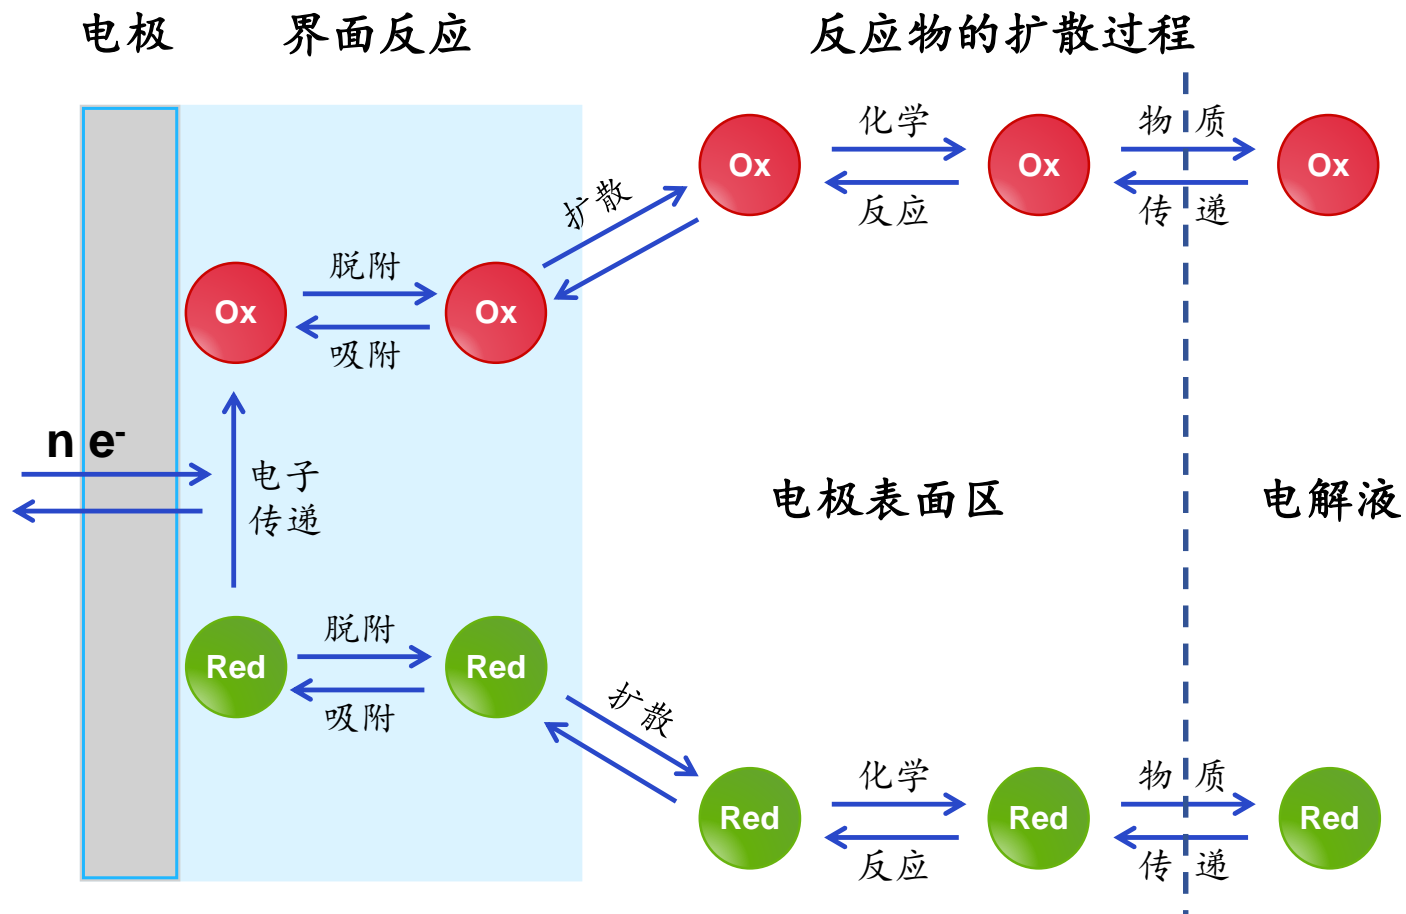 电极
界面反应
反应物的扩散过程
Ox
化学
反应
Ox
物质
传递
Ox
扩散
Ox
脱附
吸附
Ox
n e-
电子
传递
电极表面区
电解液
Red
脱附
吸附
Red
扩散
Red
化学
反应
Red
物质
传递
Red